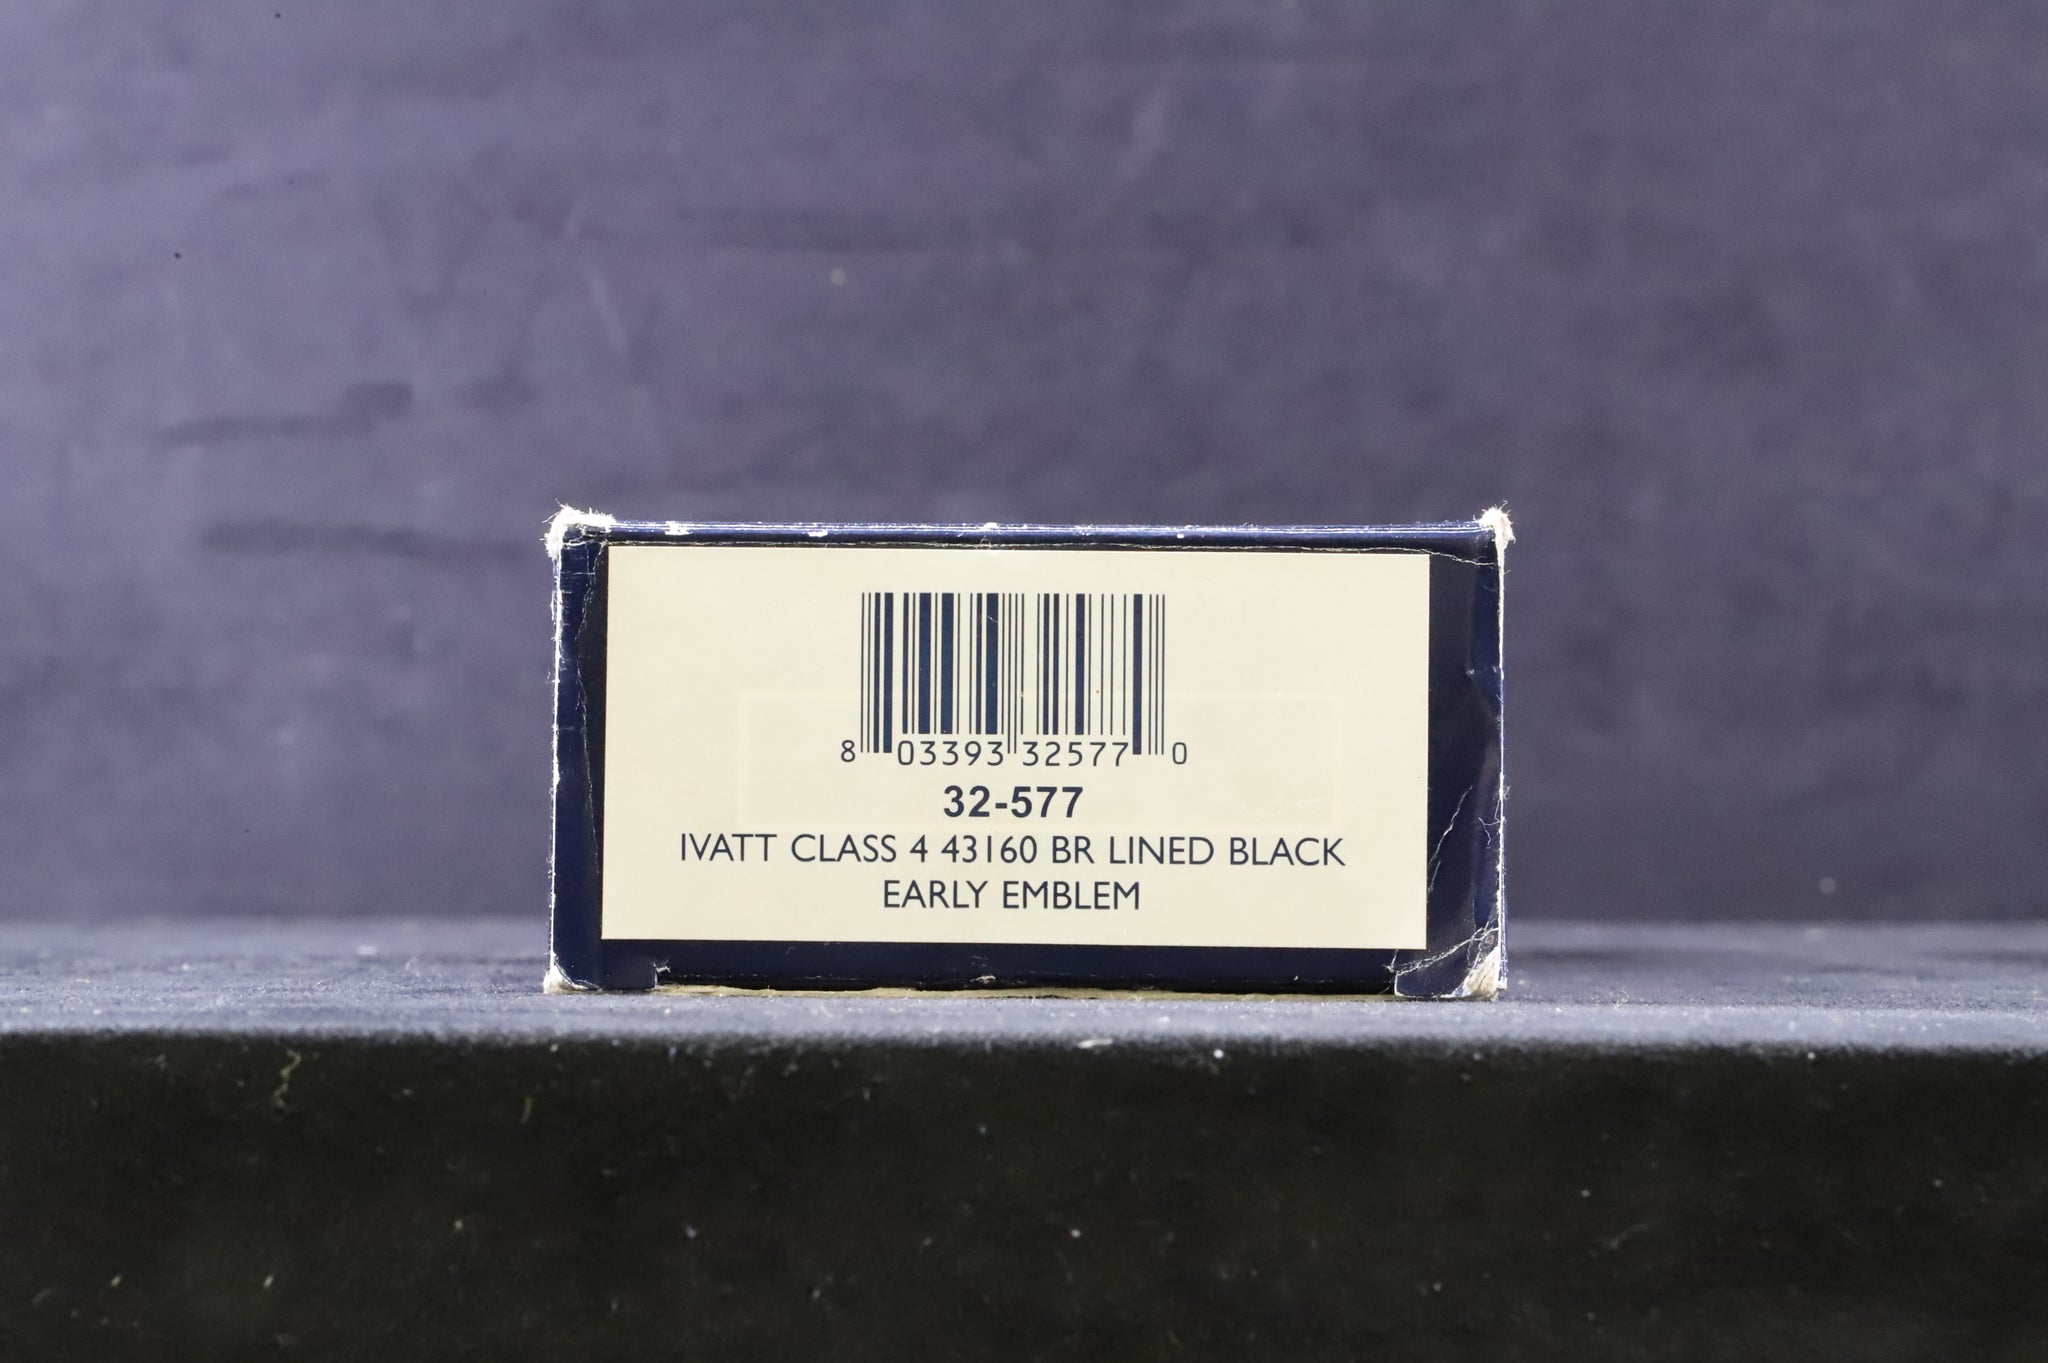 8 03393 32577 0
32-577
IVATT CLASS 4 43160 BR LINED BLACK
EARLY EMBLEM